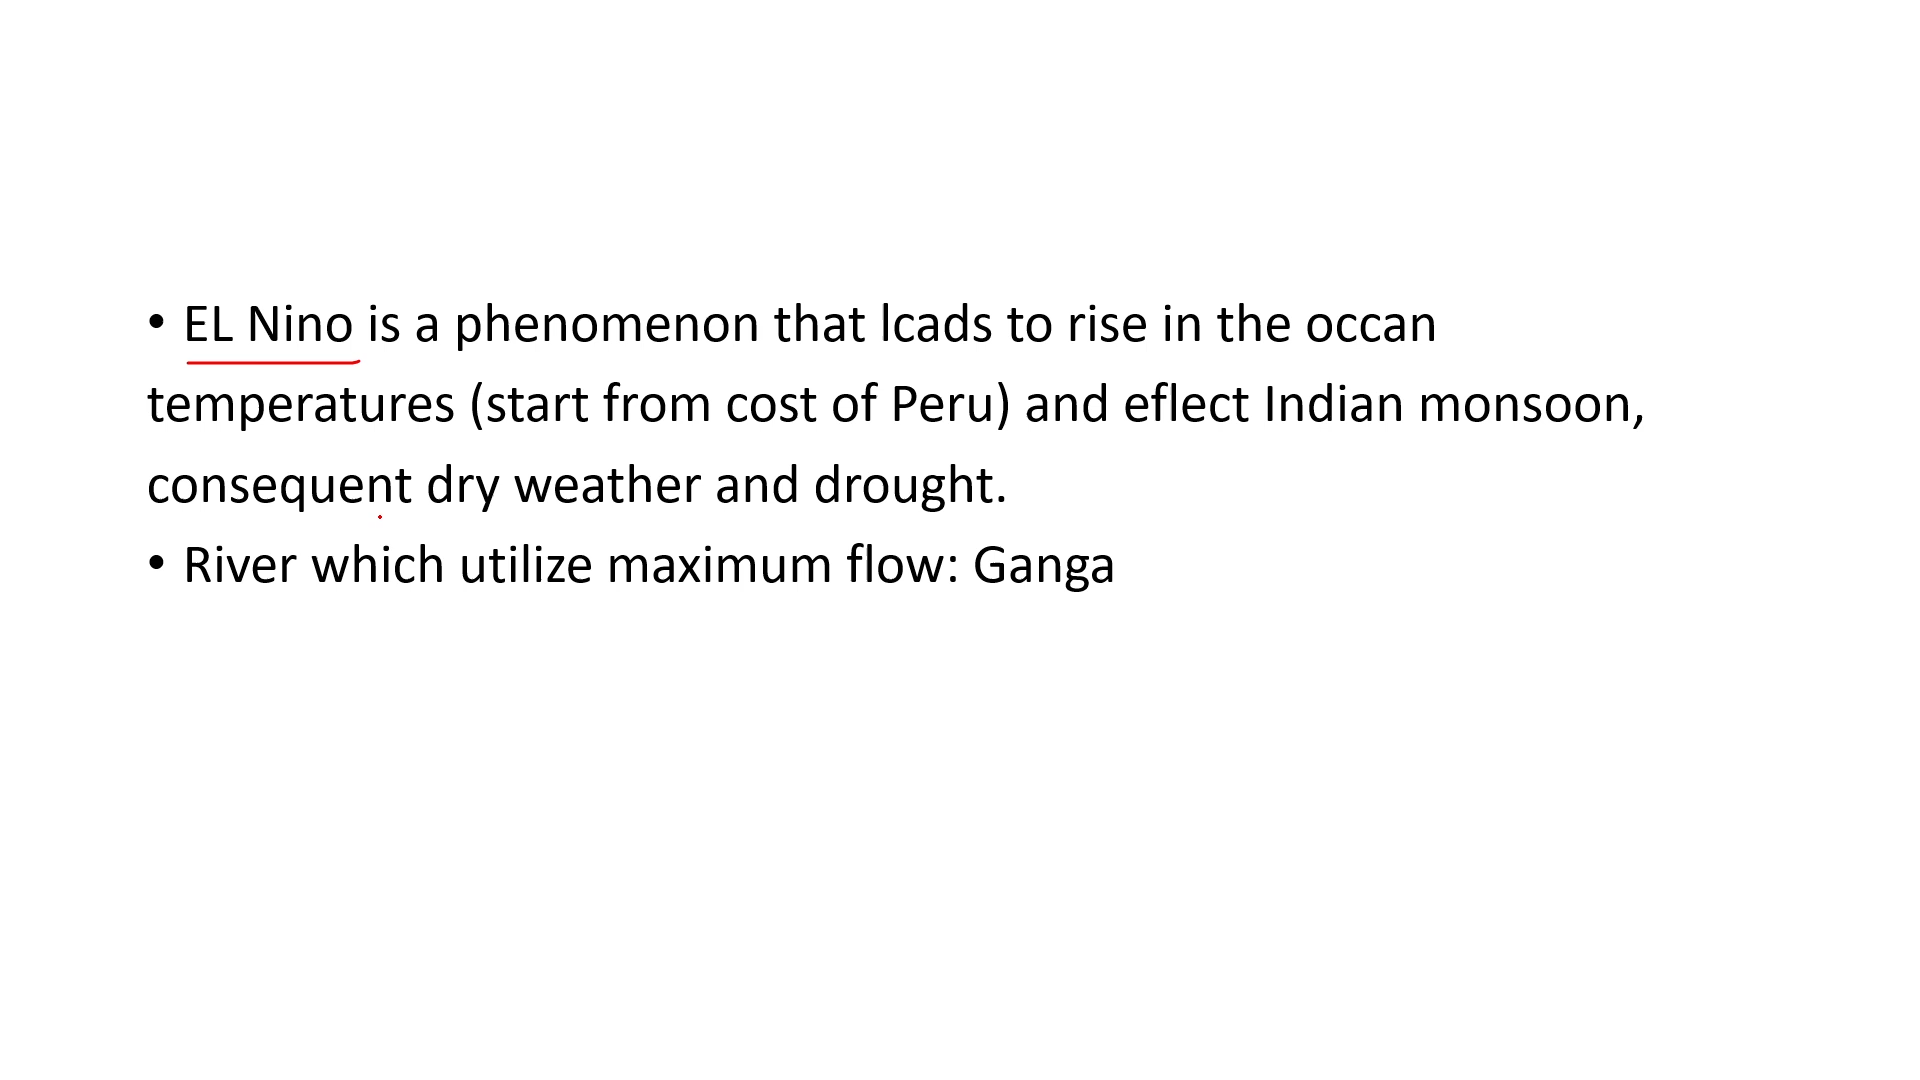 • EL Nino is a phenomenon that lcads to rise in the occan
temperatures (start from cost of Peru) and eflect Indian monsoon,
consequent dry weather and drought.
• River which utilize maximum flow: Ganga